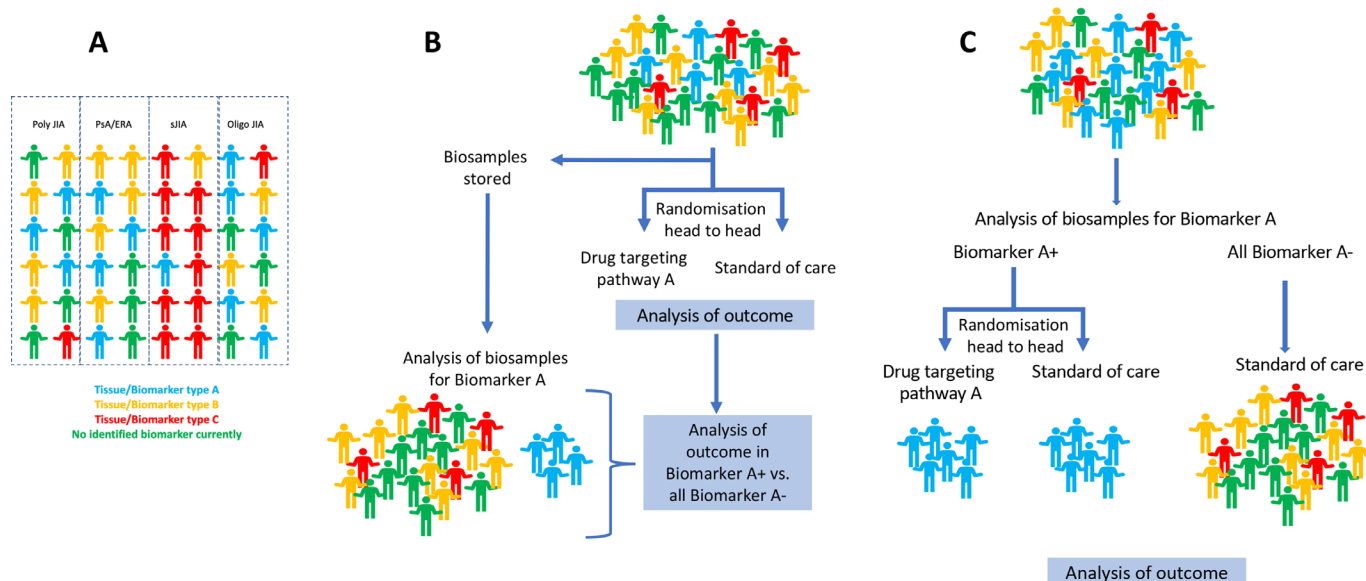 A
Poly JIA
PsA/ERA
sJIA
Oligo JIA
Tissue/Biomarker type A
Tissue/Biomarker type B
Tissue/Biomarker type C
No identified biomarker currently
B
Biosamples
stored
Randomisation
head to head
Drug targeting
pathway A
Standard of care
Analysis of outcome
Analysis of biosamples
for Biomarker A
Analysis of
outcome in
Biomarker A+ vs.
all Biomarker A-
C
Analysis of biosamples for Biomarker A
Biomarker A+
All Biomarker A-
Randomisation
head to head
Drug targeting
pathway A
Standard of care
Standard of care
Analysis of outcome